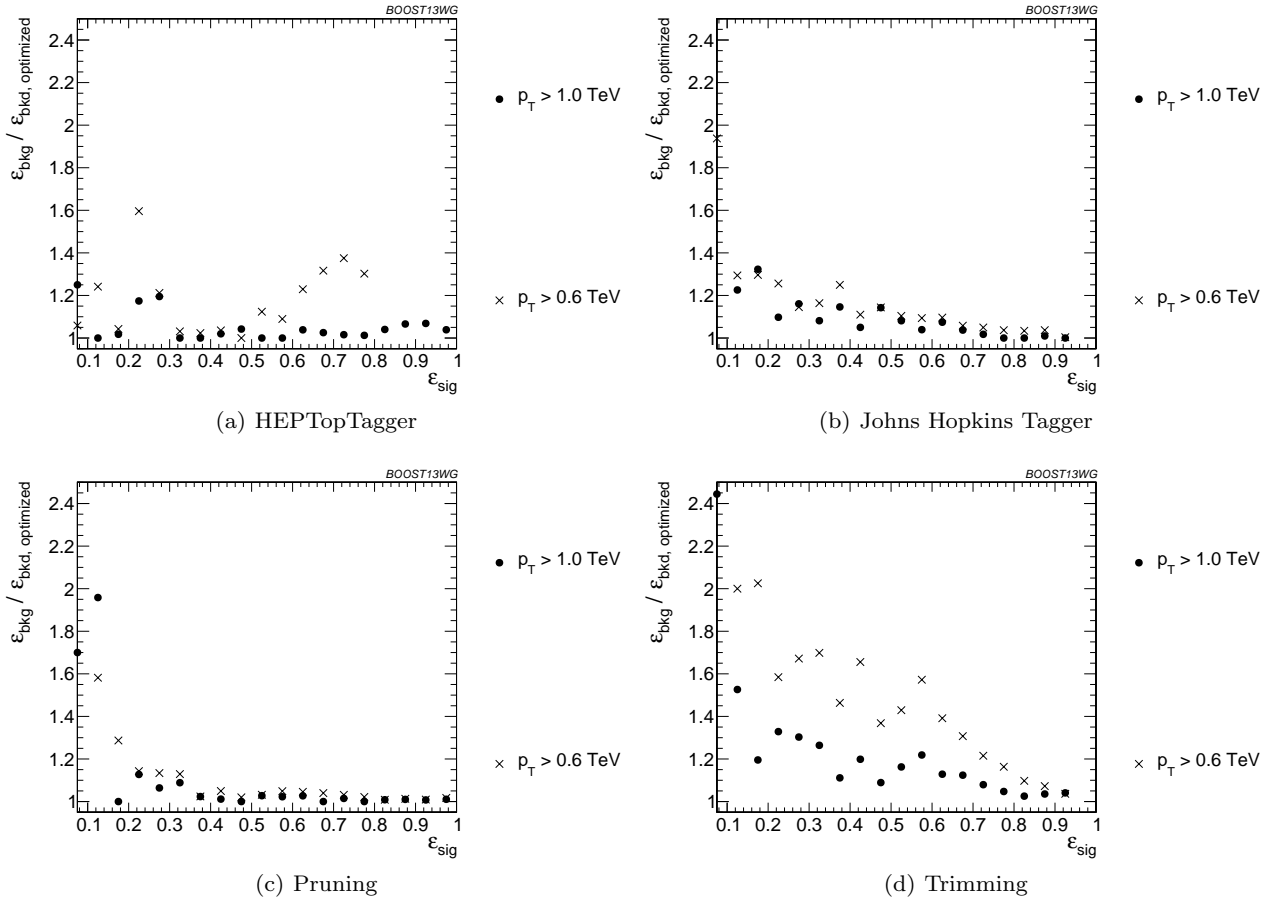 BOOST13WG
ε_bkg / ε_bkd, optimized
2.4
2.2
2
1.8
1.6
1.4
1.2
1
0.1 0.2 0.3 0.4 0.5 0.6 0.7 0.8 0.9 1
ε_sig
p_T > 1.0 TeV
p_T > 0.6 TeV
(a) HEPTopTagger
BOOST13WG
ε_bkg / ε_bkd, optimized
2.4
2.2
2
1.8
1.6
1.4
1.2
1
0.1 0.2 0.3 0.4 0.5 0.6 0.7 0.8 0.9 1
ε_sig
p_T > 1.0 TeV
p_T > 0.6 TeV
(b) Johns Hopkins Tagger
BOOST13WG
ε_bkg / ε_bkd, optimized
2.4
2.2
2
1.8
1.6
1.4
1.2
1
0.1 0.2 0.3 0.4 0.5 0.6 0.7 0.8 0.9 1
ε_sig
p_T > 1.0 TeV
p_T > 0.6 TeV
(c) Pruning
BOOST13WG
ε_bkg / ε_bkd, optimized
2.4
2.2
2
1.8
1.6
1.4
1.2
1
0.1 0.2 0.3 0.4 0.5 0.6 0.7 0.8 0.9 1
ε_sig
p_T > 1.0 TeV
p_T > 0.6 TeV
(d) Trimming